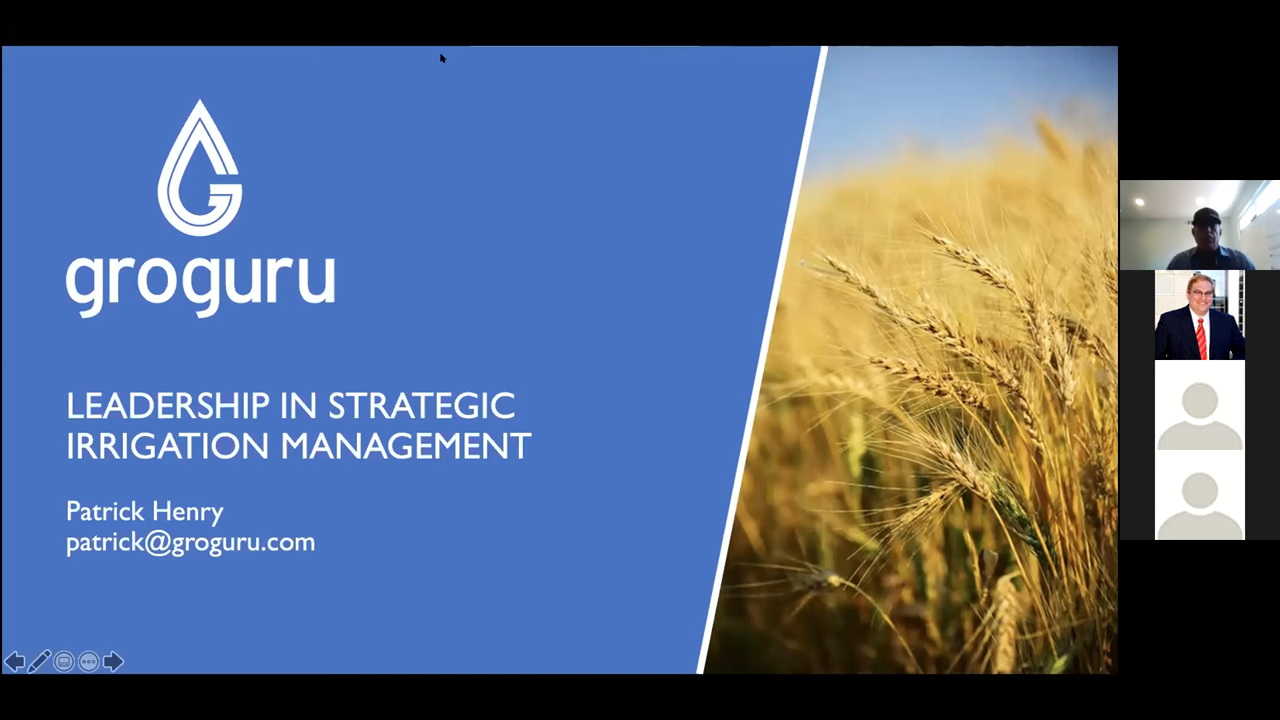 groguru
LEADERSHIP IN STRATEGIC
IRRIGATION MANAGEMENT
Patrick Henry
patrick@groguru.com